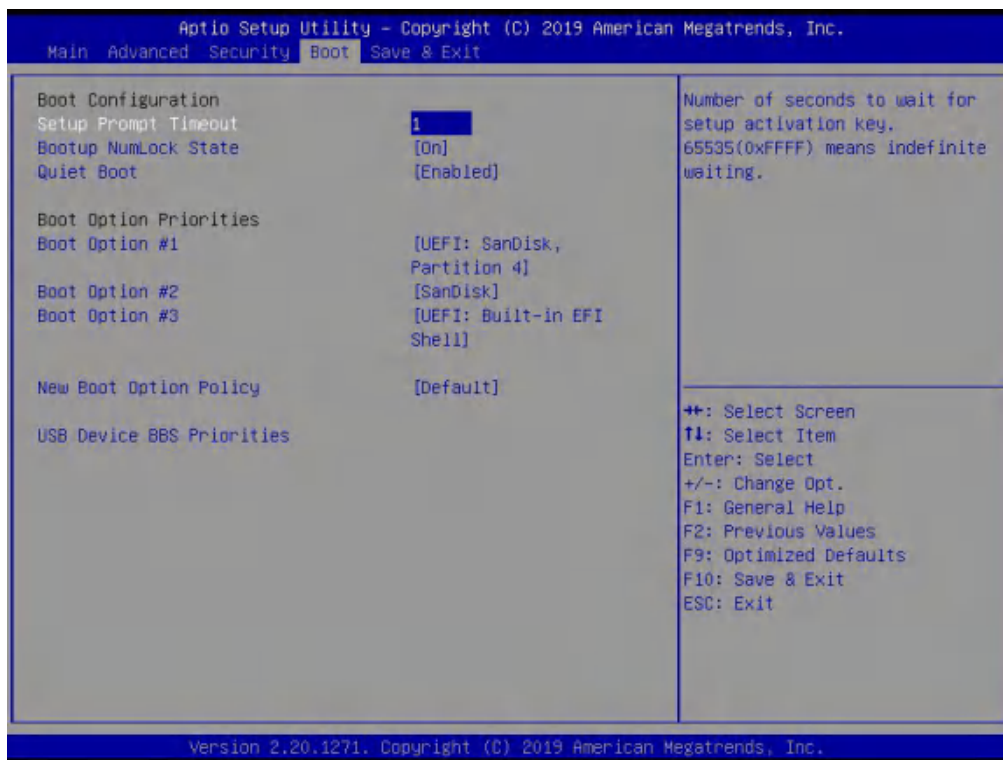 Aptio Setup Utility – Copyright (C) 2019 American Megatrends, Inc.
Main Advanced Security Boot Save & Exit
Boot Configuration
Setup Prompt Timeout 1
Bootup NumLock State [On]
Quiet Boot [Enabled]
Boot Option Priorities
Boot Option #1 [UEFI: SanDisk,
Partition 4]
Boot Option #2 [SanDisk]
Boot Option #3 [UEFI: Built-in EFI
Shell]
New Boot Option Policy [Default]
USB Device BBS Priorities
Number of seconds to wait for
setup activation key.
65535(0xFFFF) means indefinite
waiting.
→←: Select Screen
↑↓: Select Item
Enter: Select
+/-: Change Opt.
F1: General Help
F2: Previous Values
F9: Optimized Defaults
F10: Save & Exit
ESC: Exit
Version 2.20.1271. Copyright (C) 2019 American Megatrends, Inc.